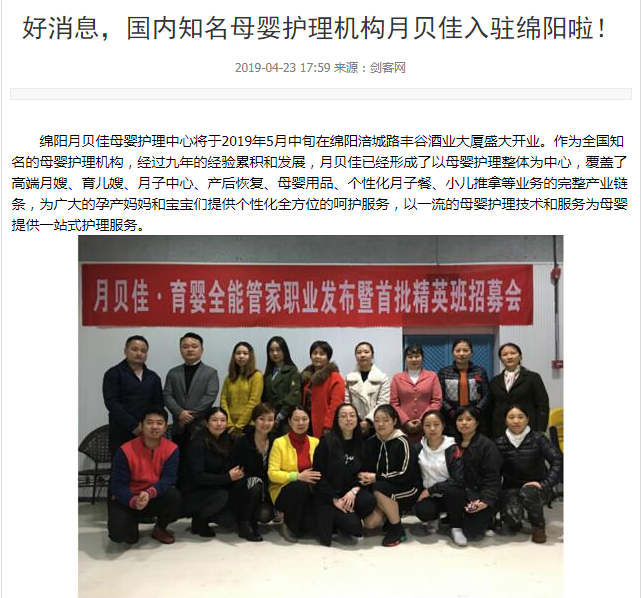 好消息，国内知名母婴护理机构月贝佳入驻绵阳啦！
2019-04-23 17:59 来源：剑客网
绵阳月贝佳母婴护理中心将于2019年5月中旬在绵阳涪城路丰谷酒业大厦盛大开业。作为全国知
名的母婴护理机构，经过九年的经验累积和发展，月贝佳已经形成了以母婴护理整体为中心，覆盖了
高端月嫂、育儿嫂、月子中心、产后恢复、母婴用品、个性化月子餐、小儿推拿等业务的完整产业链
条，为广大的孕产妈妈和宝宝们提供个性化全方位的呵护服务，以一流的母婴护理技术和服务为母婴
提供一站式护理服务。
月贝佳·育婴全能管家职业发布暨首批精英班招募会